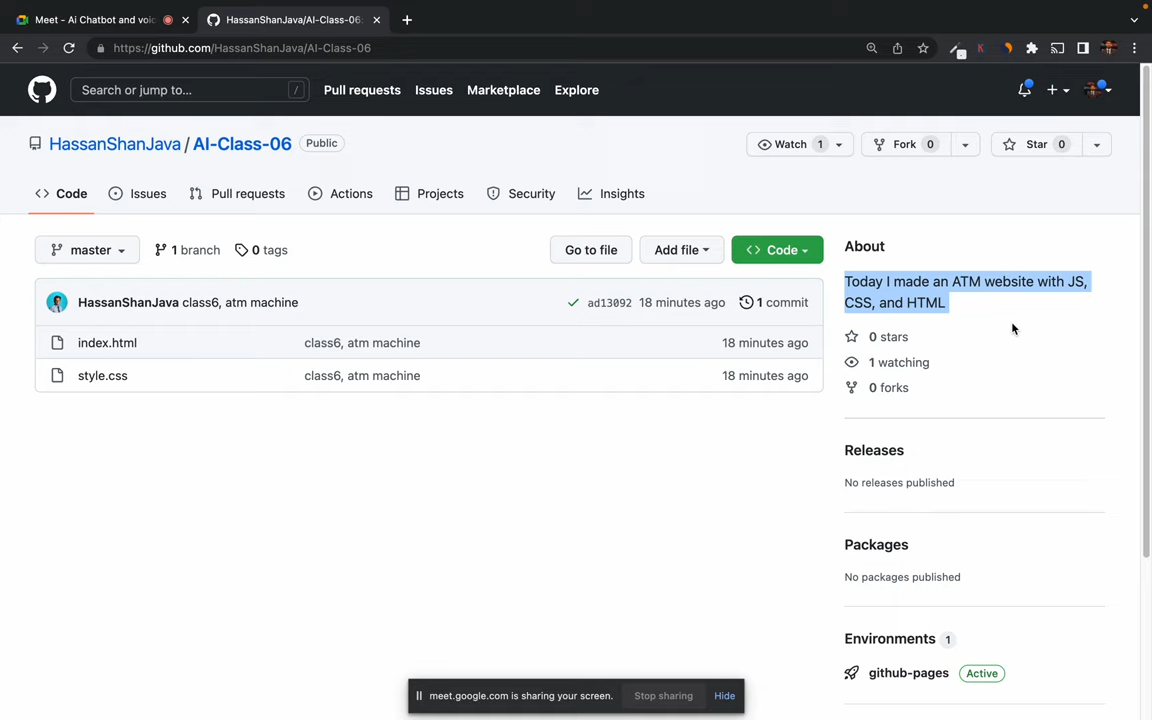 Meet - Ai Chatbot and voic
HassanShanJava/AI-Class-06:
https://github.com/HassanShanJava/AI-Class-06
K
Search or jump to...
/
Pull requests
Issues
Marketplace
Explore
HassanShanJava / AI-Class-06
Public
Watch 1
Fork 0
Star 0
Code
Issues
Pull requests
Actions
Projects
Security
Insights
master
1 branch
0 tags
Go to file
Add file
Code
HassanShanJava class6, atm machine
ad13092 18 minutes ago
1 commit
index.html
class6, atm machine
18 minutes ago
style.css
class6, atm machine
18 minutes ago
About
Today I made an ATM website with JS,
CSS, and HTML
0 stars
1 watching
0 forks
Releases
No releases published
Packages
No packages published
Environments 1
github-pages
Active
meet.google.com is sharing your screen.
Stop sharing
Hide